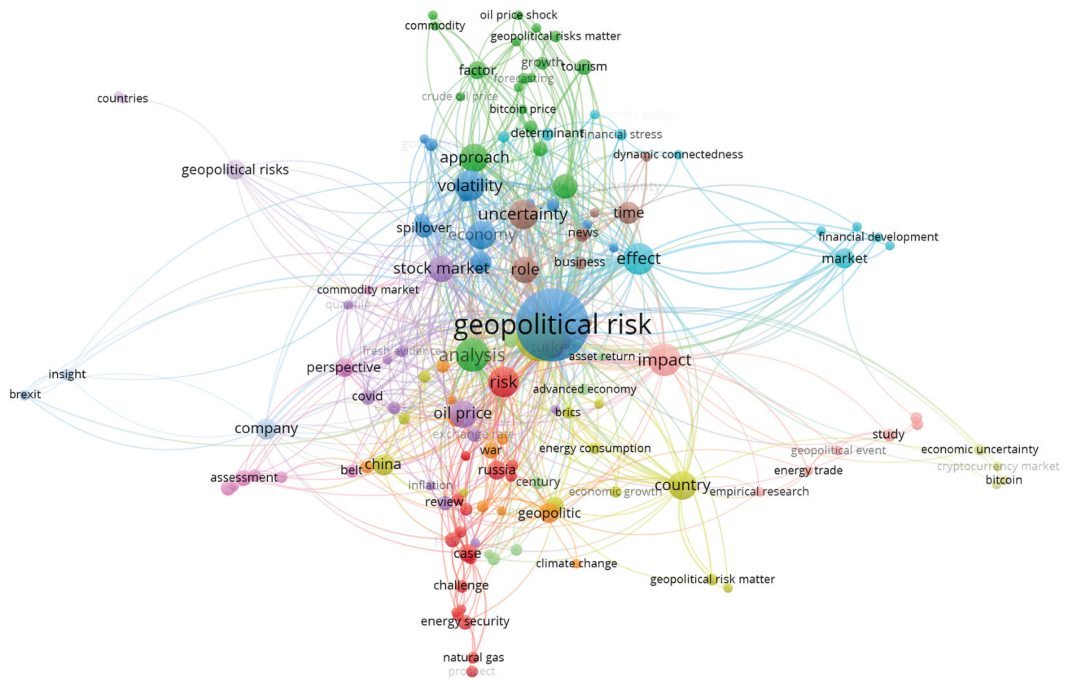 oil price shock
commodity
geopolitical risks matter
growth
tourism
factor
forecasting
crude oil price
countries
bitcoin price
determinant
financial stress
dynamic connectedness
approach
geopolitical risks
volatility
uncertainty
time
spillover
economy
news
financial development
effect
market
business
stock market
role
commodity market
quantile
geopolitical risk
fresh evidence
analysis
asset return
impact
perspective
insight
risk
advanced economy
brexit
covid
oil price
brics
company
exchange rate
war
energy consumption
study
geopolitical event
economic uncertainty
china
belt
russia
energy trade
cryptocurrency market
assessment
century
bitcoin
inflation
economic growth
country
empirical research
review
geopolitic
case
climate change
challenge
geopolitical risk matter
energy security
natural gas
prospect